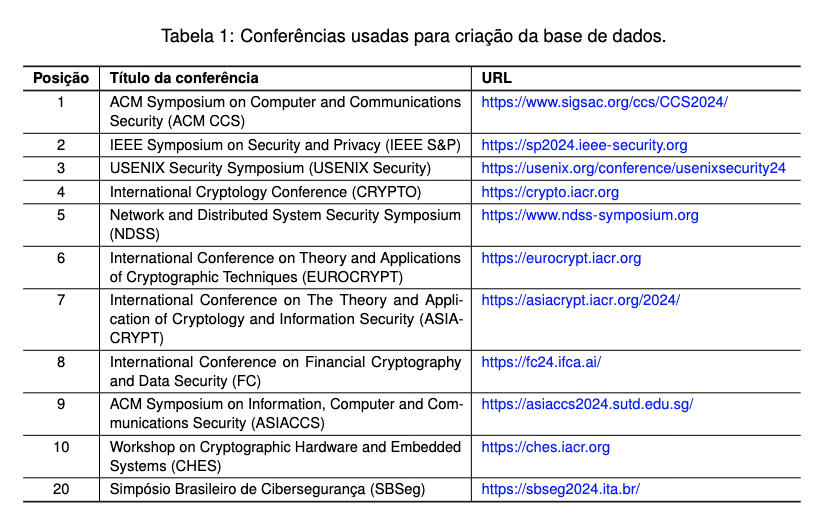 Tabela 1: Conferências usadas para criação da base de dados.
Posição Título da conferência URL
1 ACM Symposium on Computer and Communications https://www.sigsac.org/ccs/CCS2024/
Security (ACM CCS)
2 IEEE Symposium on Security and Privacy (IEEE S&P) https://sp2024.ieee-security.org
3 USENIX Security Symposium (USENIX Security) https://usenix.org/conference/usenixsecurity24
4 International Cryptology Conference (CRYPTO) https://crypto.iacr.org
5 Network and Distributed System Security Symposium https://www.ndss-symposium.org
(NDSS)
6 International Conference on Theory and Applications https://eurocrypt.iacr.org
of Cryptographic Techniques (EUROCRYPT)
7 International Conference on The Theory and Appli- https://asiacrypt.iacr.org/2024/
cation of Cryptology and Information Security (ASIA-
CRYPT)
8 International Conference on Financial Cryptography https://fc24.ifca.ai/
and Data Security (FC)
9 ACM Symposium on Information, Computer and Com- https://asiaccs2024.sutd.edu.sg/
munications Security (ASIACCS)
10 Workshop on Cryptographic Hardware and Embedded https://ches.iacr.org
Systems (CHES)
20 Simpósio Brasileiro de Cibersegurança (SBSeg) https://sbseg2024.ita.br/